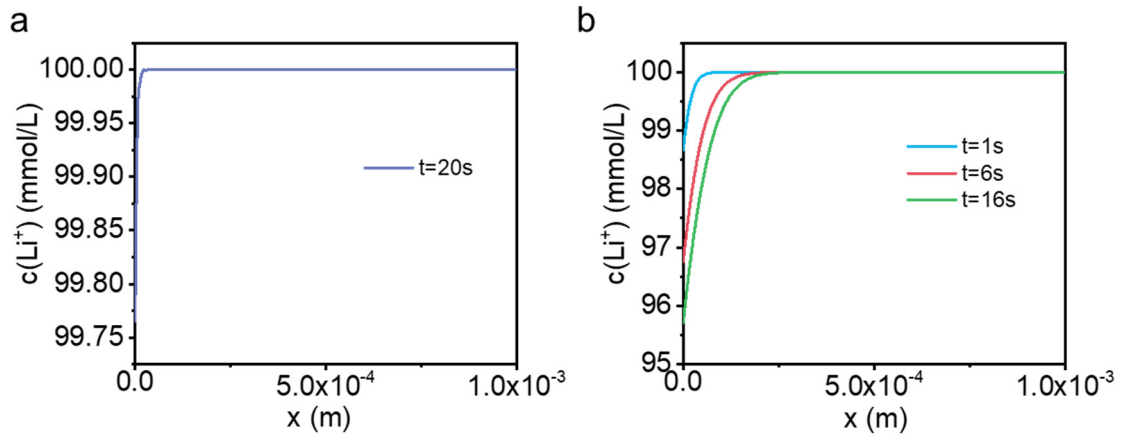 a
100.00
99.95
99.90
99.85
99.80
99.75
c(Li⁺) (mmol/L)
t=20s
0.0
5.0x10⁻⁴
1.0x10⁻³
x (m)
b
100
99
98
97
96
95
c(Li⁺) (mmol/L)
t=1s
t=6s
t=16s
0.0
5.0x10⁻⁴
1.0x10⁻³
x (m)